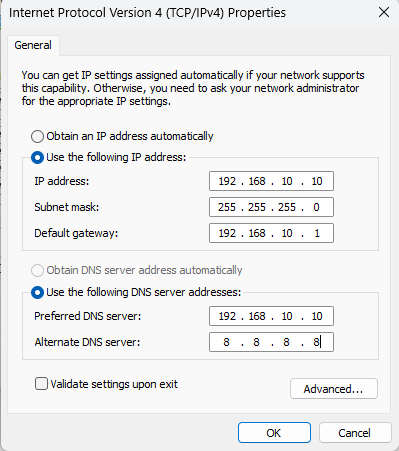 Internet Protocol Version 4 (TCP/IPv4) Properties
General
You can get IP settings assigned automatically if your network supports
this capability. Otherwise, you need to ask your network administrator
for the appropriate IP settings.
Obtain an IP address automatically
Use the following IP address:
IP address: 192 . 168 . 10 . 10
Subnet mask: 255 . 255 . 255 . 0
Default gateway: 192 . 168 . 10 . 1
Obtain DNS server address automatically
Use the following DNS server addresses:
Preferred DNS server: 192 . 168 . 10 . 10
Alternate DNS server: 8 . 8 . 8 . 8
Validate settings upon exit
Advanced...
OK Cancel